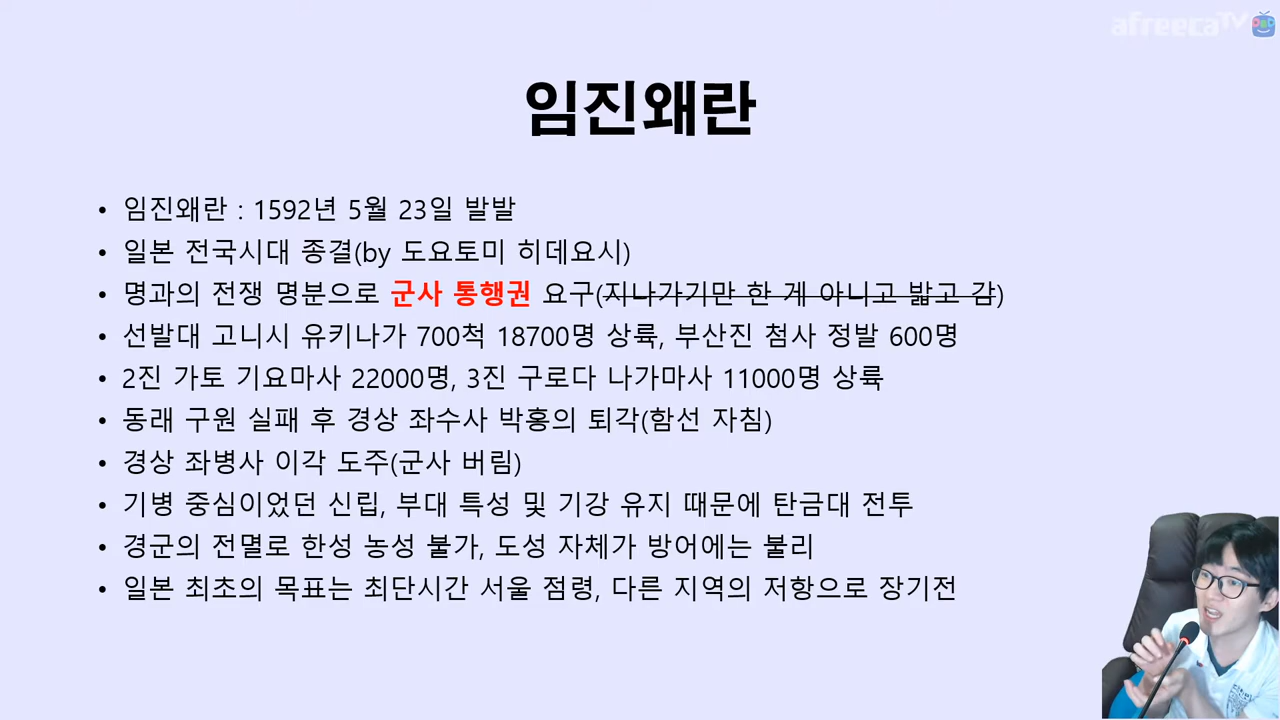 afreecaTV
임진왜란
• 임진왜란 : 1592년 5월 23일 발발
• 일본 전국시대 종결(by 도요토미 히데요시)
• 명과의 전쟁 명분으로 군사 통행권 요구(지나가기만 한 게 아니고 밟고 감)
• 선발대 고니시 유키나가 700척 18700명 상륙, 부산진 첨사 정발 600명
• 2진 가토 기요마사 22000명, 3진 구로다 나가마사 11000명 상륙
• 동래 구원 실패 후 경상 좌수사 박홍의 퇴각(함선 자침)
• 경상 좌병사 이각 도주(군사 버림)
• 기병 중심이었던 신립, 부대 특성 및 기강 유지 때문에 탄금대 전투
• 경군의 전멸로 한성 농성 불가, 도성 자체가 방어에는 불리
• 일본 최초의 목표는 최단시간 서울 점령, 다른 지역의 저항으로 장기전